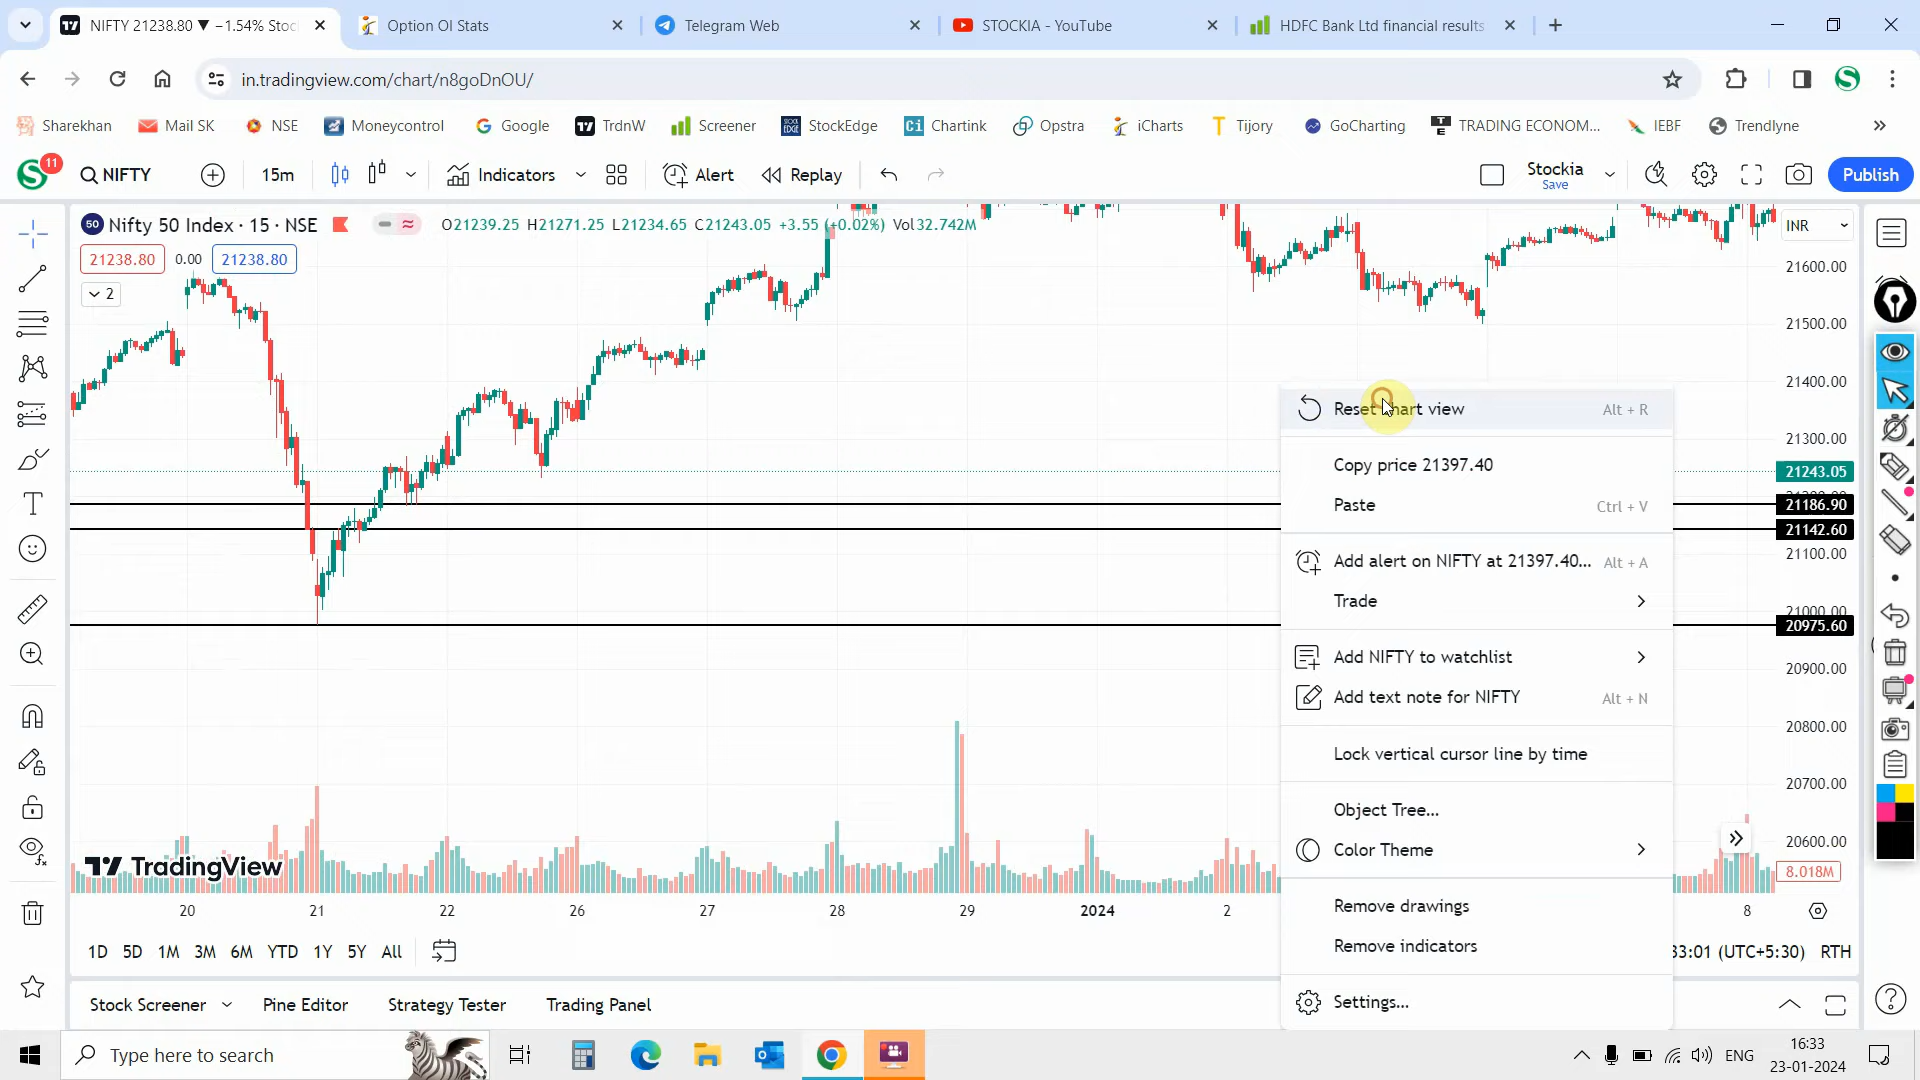 NIFTY 21238.80 ▼ −1.54% Stoc
Option OI Stats
Telegram Web
STOCKIA - YouTube
HDFC Bank Ltd financial results
in.tradingview.com/chart/n8goDnOU/
Sharekhan
Mail SK
NSE
Moneycontrol
Google
TrdnW
Screener
StockEdge
Chartink
Opstra
iCharts
Tijory
GoCharting
TRADING ECONOM...
IEBF
Trendlyne
11
NIFTY
15m
Indicators
Alert
Replay
Stockia
Save
Publish
50 Nifty 50 Index · 15 · NSE
O21239.25 H21271.25 L21234.65 C21243.05 +3.55 (+0.02%) Vol32.742M
INR
21238.80 0.00 21238.80
2
21600.00
21500.00
21400.00
21300.00
21243.05
21186.90
21142.60
21100.00
21000.00
20975.60
20900.00
20800.00
20700.00
20600.00
8.018M
Reset chart view Alt + R
Copy price 21397.40
Paste Ctrl + V
Add alert on NIFTY at 21397.40... Alt + A
Trade
Add NIFTY to watchlist
Add text note for NIFTY Alt + N
Lock vertical cursor line by time
Object Tree...
Color Theme
Remove drawings
Remove indicators
Settings...
TradingView
20 21 22 26 27 28 29 2024 2 8
1D 5D 1M 3M 6M YTD 1Y 5Y All
33:01 (UTC+5:30) RTH
Stock Screener
Pine Editor
Strategy Tester
Trading Panel
Type here to search
ENG
16:33
23-01-2024